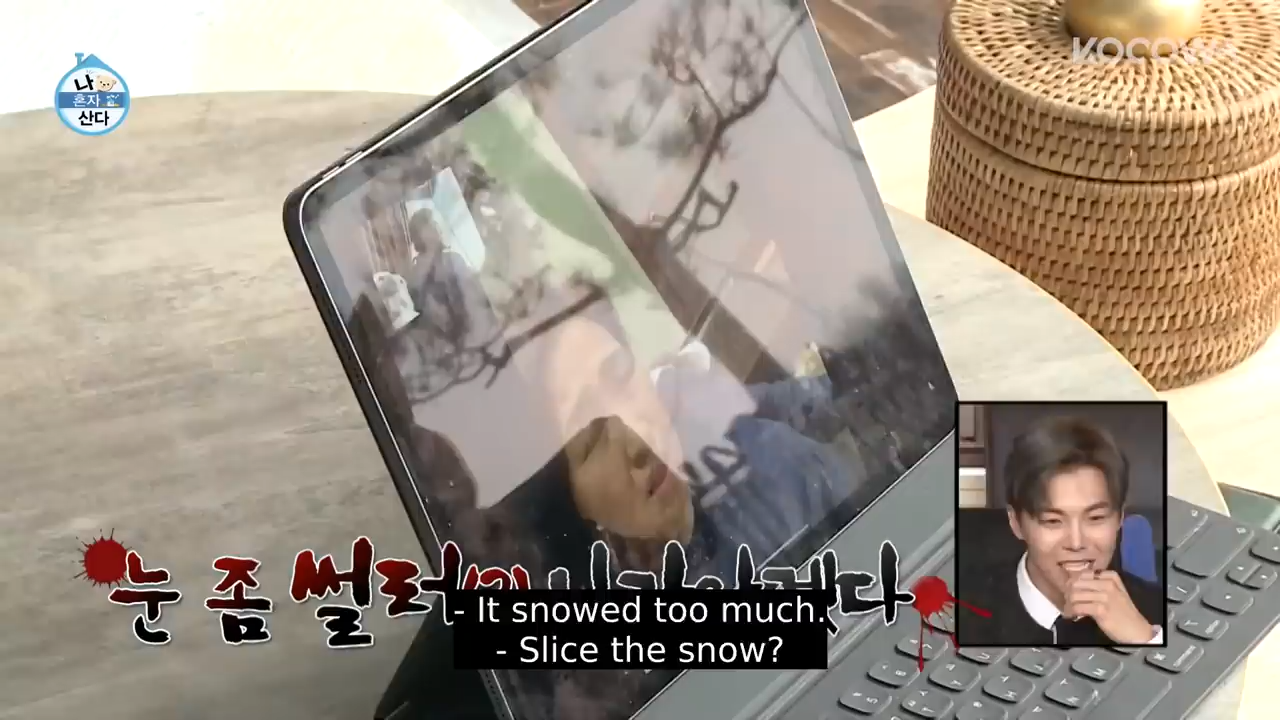 나
혼자
산다
KOCOWA
눈 좀 썰러
- It snowed too much.
- Slice the snow?